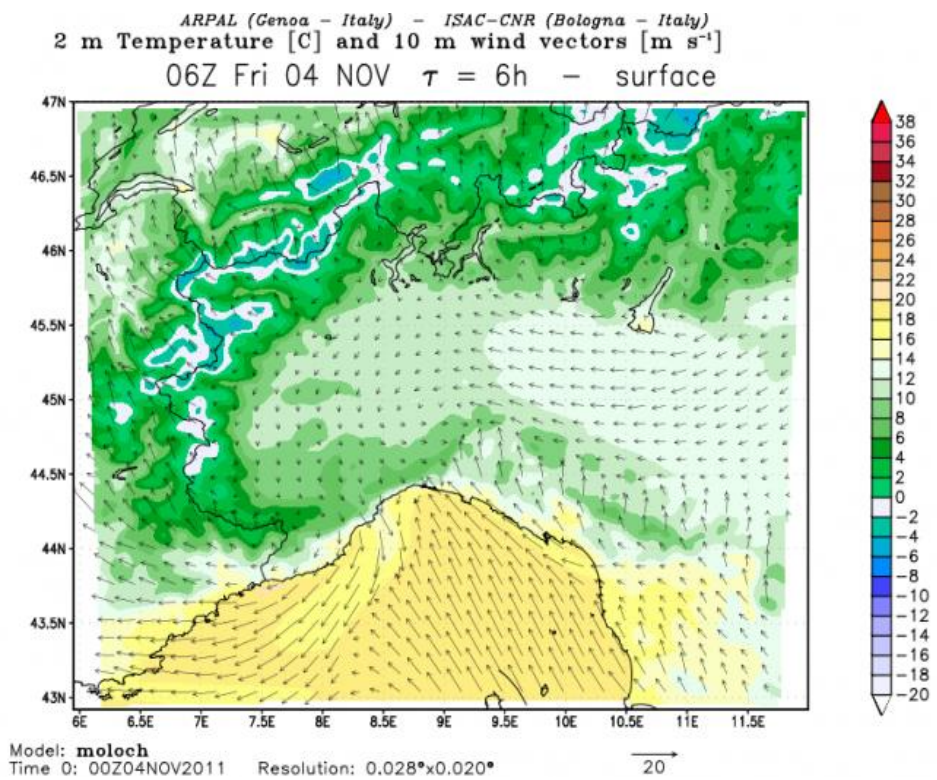 ARPAL (Genoa – Italy) – ISAC–CNR (Bologna – Italy)
2 m Temperature [C] and 10 m wind vectors [m s⁻¹]
06Z Fri 04 NOV τ = 6h – surface
47N
46.5N
46N
45.5N
45N
44.5N
44N
43.5N
43N
6E 6.5E 7E 7.5E 8E 8.5E 9E 9.5E 10E 10.5E 11E 11.5E
38
36
34
32
30
28
26
24
22
20
18
16
14
12
10
8
6
4
2
0
−2
−4
−6
−8
−10
−12
−14
−16
−18
−20
Model: moloch
Time 0: 00Z04NOV2011 Resolution: 0.028°x0.020°
20